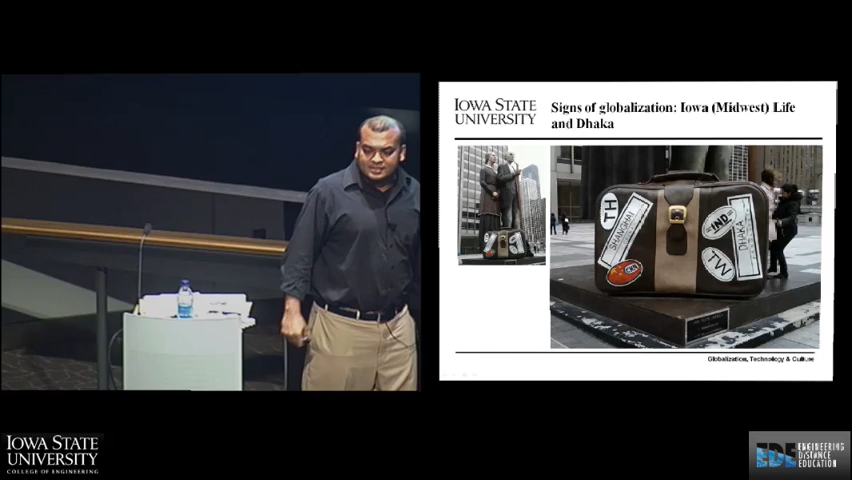 IOWA STATE
UNIVERSITY
Signs of globalization: Iowa (Midwest) Life
and Dhaka
TH
SHANGHAI
IND
DHAKA
TW
Globalization, Technology & Culture
IOWA STATE
UNIVERSITY
COLLEGE OF ENGINEERING
EDE
ENGINEERING
DISTANCE
EDUCATION